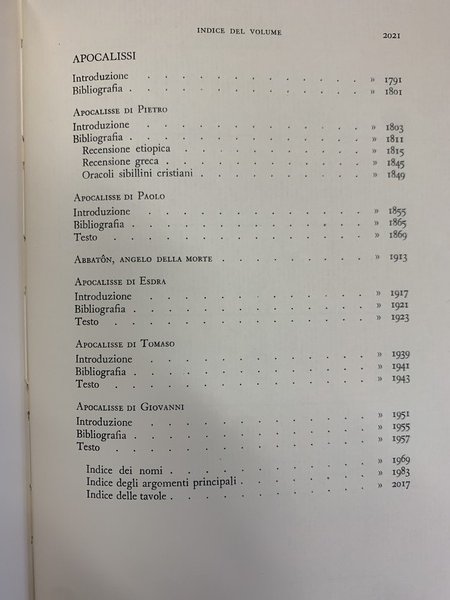 INDICE DEL VOLUME 2021
APOCALISSI
Introduzione . . . . . . . . . . . . . » 1791
Bibliografia . . . . . . . . . . . . . » 1801
APOCALISSE DI PIETRO
Introduzione . . . . . . . . . . . . . » 1803
Bibliografia . . . . . . . . . . . . . » 1811
Recensione etiopica . . . . . . . . . . » 1815
Recensione greca . . . . . . . . . . . » 1845
Oracoli sibillini cristiani . . . . . . . . » 1849
APOCALISSE DI PAOLO
Introduzione . . . . . . . . . . . . . » 1855
Bibliografia . . . . . . . . . . . . . » 1865
Testo . . . . . . . . . . . . . . » 1869
ABBATÔN, ANGELO DELLA MORTE . . . . . . . . » 1913
APOCALISSE DI ESDRA
Introduzione . . . . . . . . . . . . . » 1917
Bibliografia . . . . . . . . . . . . . » 1921
Testo . . . . . . . . . . . . . . » 1923
APOCALISSE DI TOMASO
Introduzione . . . . . . . . . . . . . » 1939
Bibliografia . . . . . . . . . . . . . » 1941
Testo . . . . . . . . . . . . . . » 1943
APOCALISSE DI GIOVANNI
Introduzione . . . . . . . . . . . . . » 1951
Bibliografia . . . . . . . . . . . . . » 1955
Testo . . . . . . . . . . . . . . » 1957
Indice dei nomi . . . . . . . . . . . » 1969
Indice degli argomenti principali . . . . . . » 1983
Indice delle tavole . . . . . . . . . . » 2017